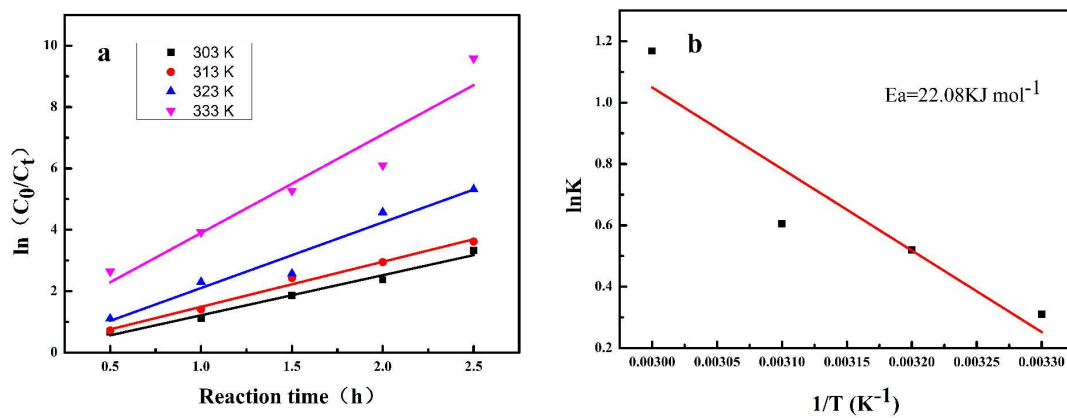 a
303 K
313 K
323 K
333 K
10
8
6
4
2
0
0.5 1.0 1.5 2.0 2.5
ln（C0/Ct）
Reaction time（h）
b
Ea=22.08KJ mol-1
1.2
1.0
0.8
0.6
0.4
0.2
0.00300 0.00305 0.00310 0.00315 0.00320 0.00325 0.00330
lnK
1/T (K-1)